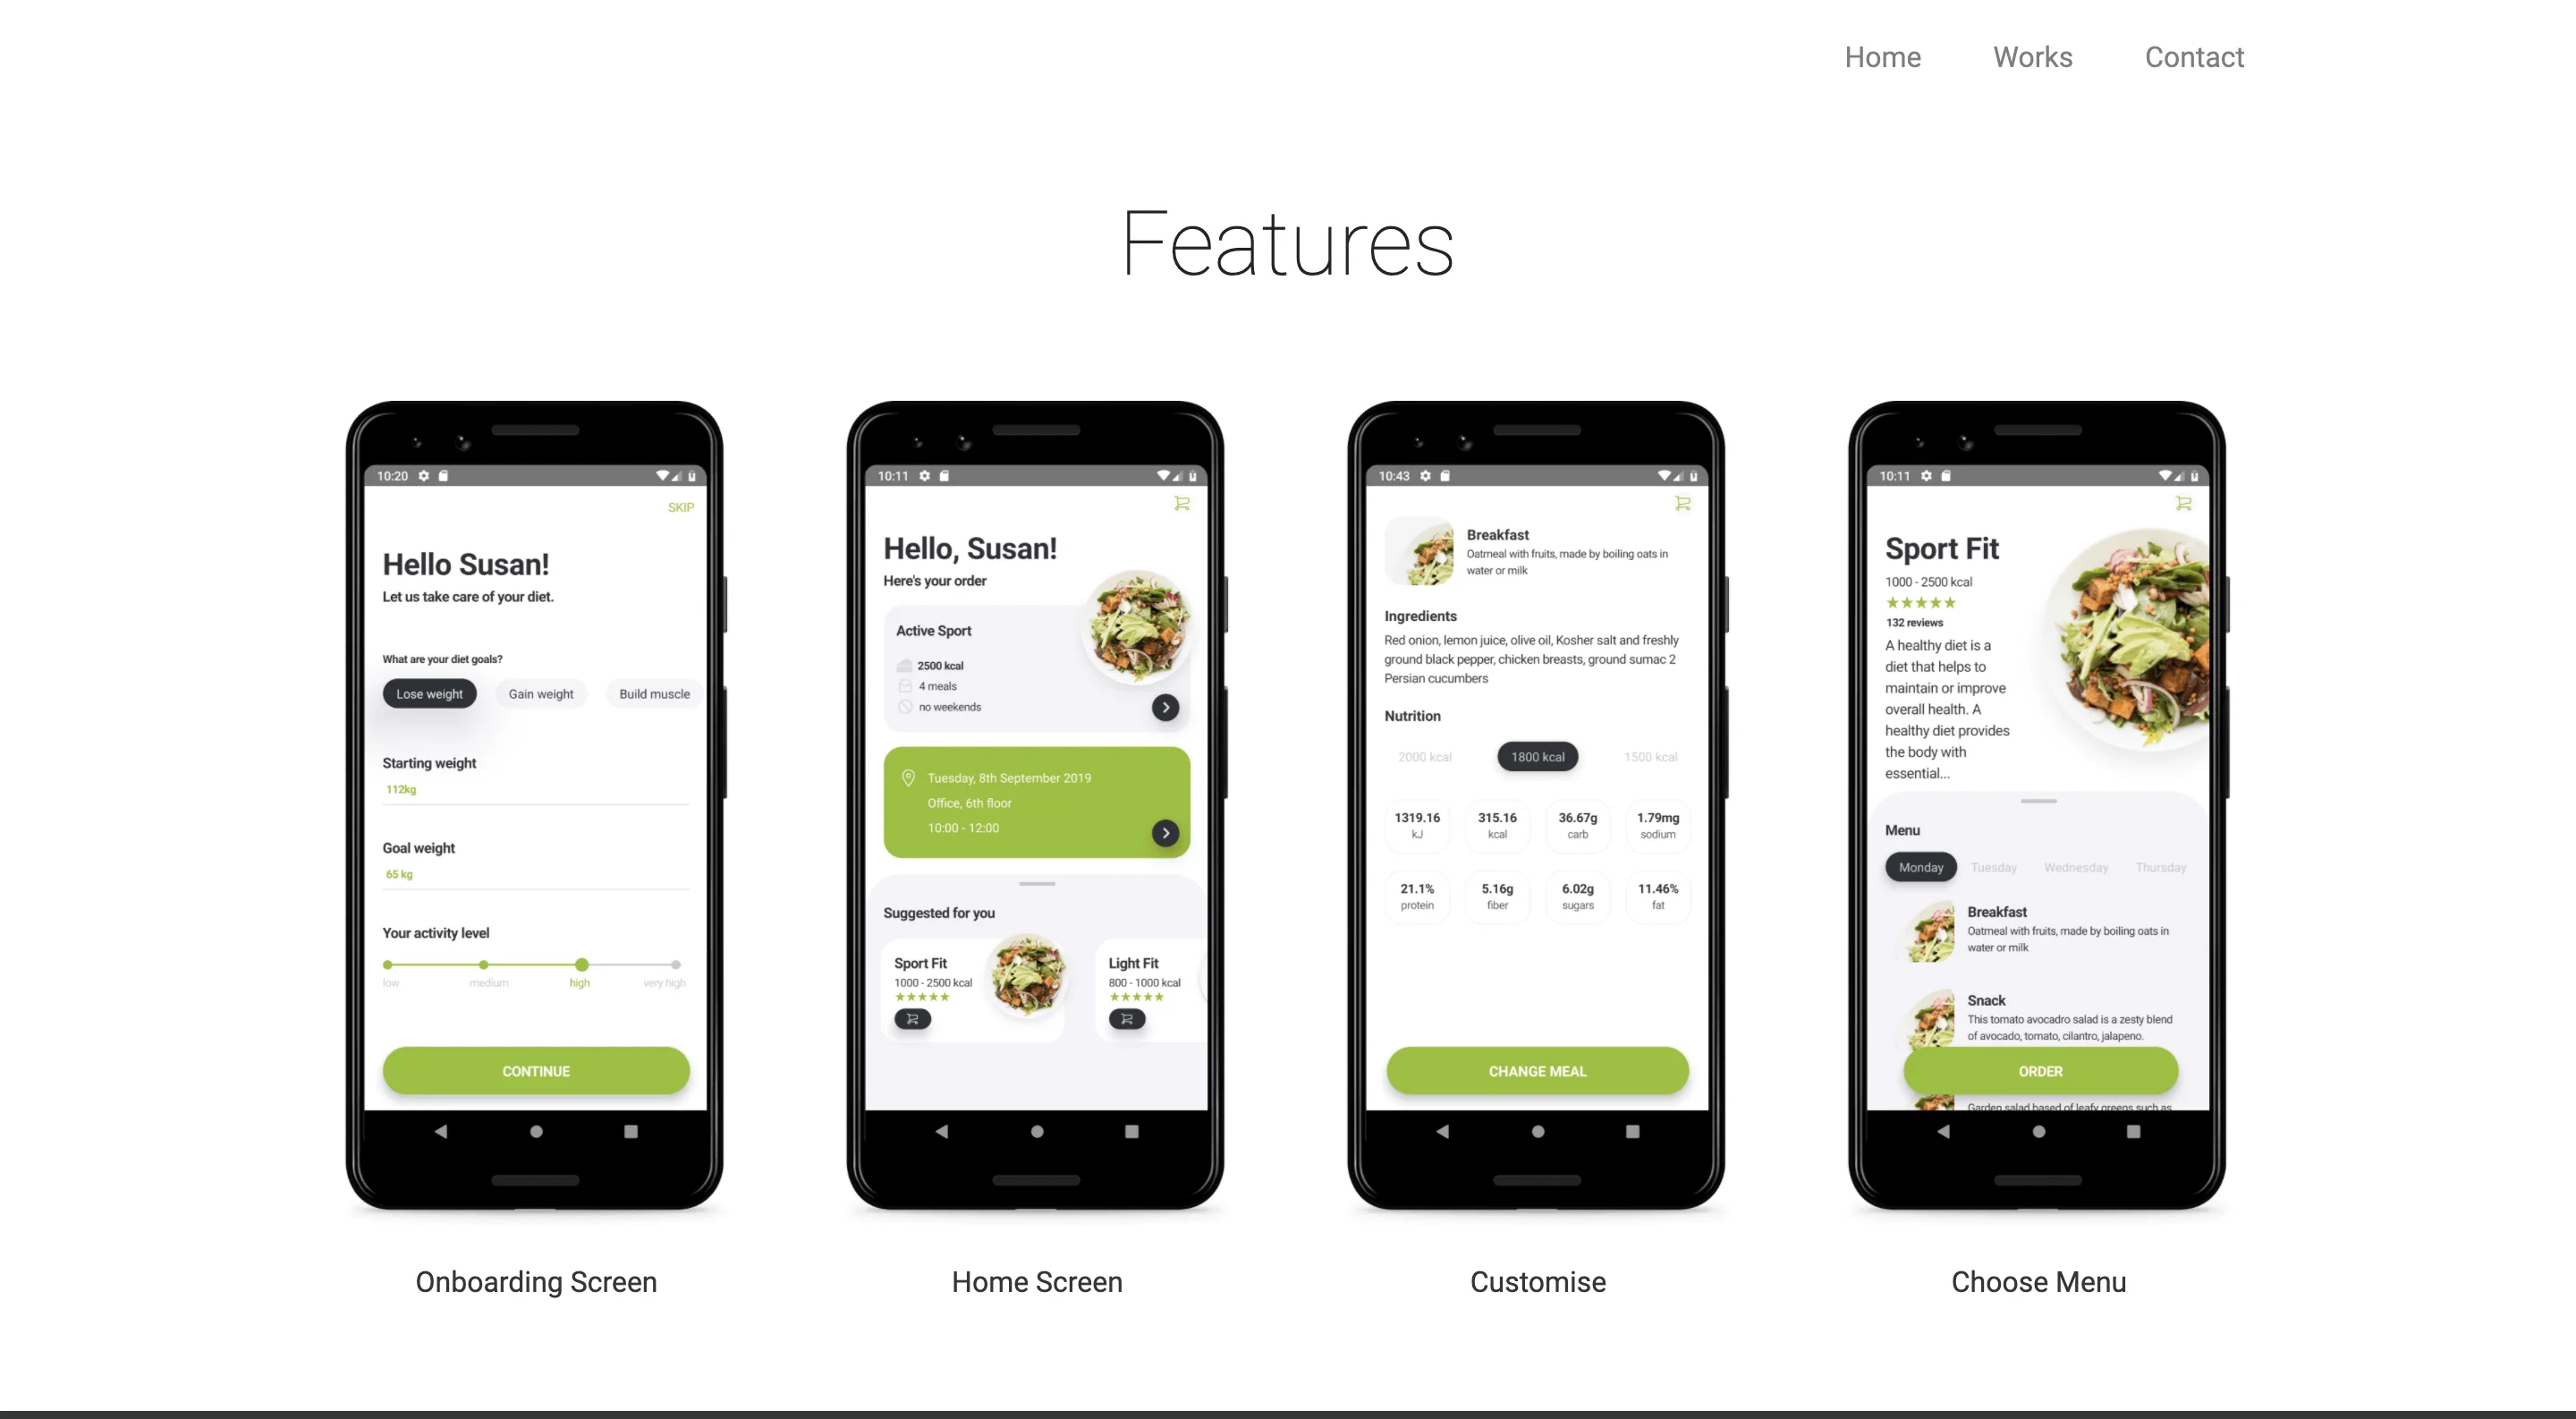 Home Works Contact
Features
10:20
SKIP
Hello Susan!
Let us take care of your diet.
What are your diet goals?
Lose weight Gain weight Build muscle
Starting weight
112kg
Goal weight
65 kg
Your activity level
low medium high very high
CONTINUE
Onboarding Screen
10:11
Hello, Susan!
Here's your order
Active Sport
2500 kcal
4 meals
no weekends
Tuesday, 8th September 2019
Office, 6th floor
10:00 - 12:00
Suggested for you
Sport Fit
1000 - 2500 kcal
Light Fit
800 - 1000 kcal
Home Screen
10:43
Breakfast
Oatmeal with fruits, made by boiling oats in
water or milk
Ingredients
Red onion, lemon juice, olive oil, Kosher salt and freshly
ground black pepper, chicken breasts, ground sumac 2
Persian cucumbers
Nutrition
2000 kcal 1800 kcal 1500 kcal
1319.16 315.16 36.67g 1.79mg
kJ kcal carb sodium
21.1% 5.16g 6.02g 11.46%
protein fiber sugars fat
CHANGE MEAL
Customise
10:11
Sport Fit
1000 - 2500 kcal
132 reviews
A healthy diet is a
diet that helps to
maintain or improve
overall health. A
healthy diet provides
the body with
essential...
Menu
Monday Tuesday Wednesday Thursday
Breakfast
Oatmeal with fruits, made by boiling oats in
water or milk
Snack
This tomato avocadro salad is a zesty blend
of avocado, tomato, cilantro, jalapeno.
ORDER
Garden salad based of leafy greens such as
Choose Menu